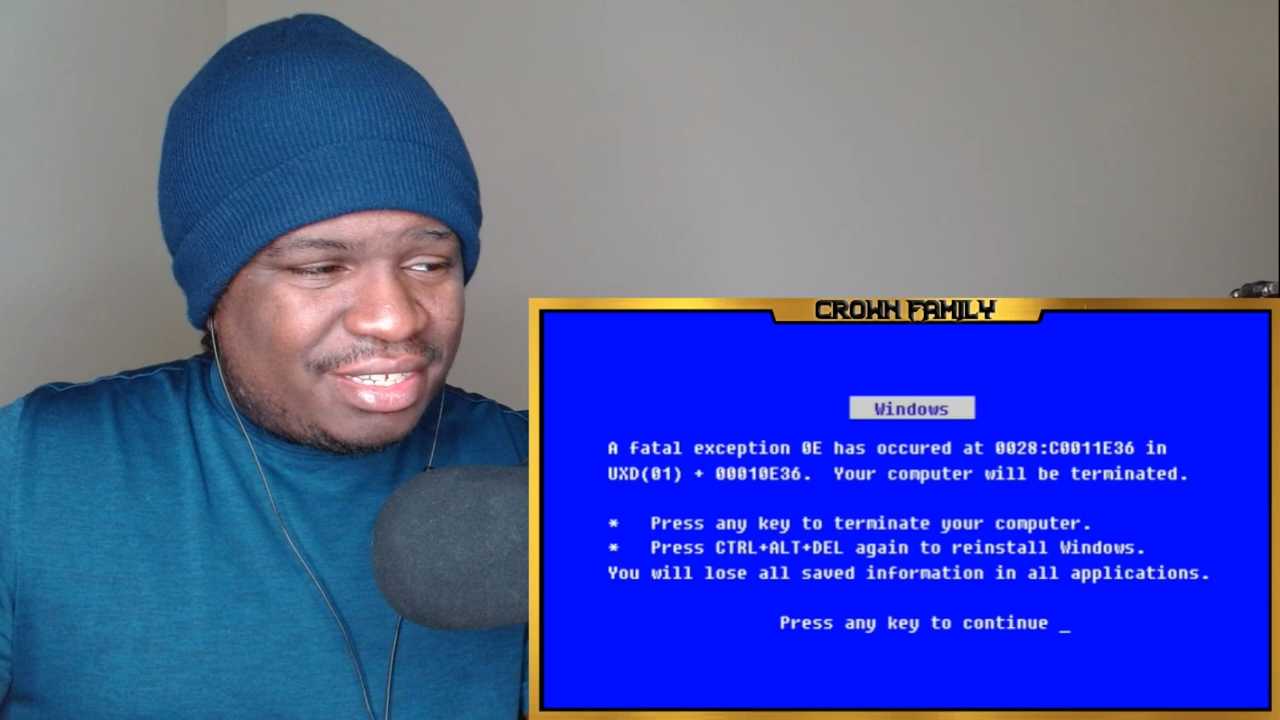 CROWN FAMILY
Windows
A fatal exception 0E has occured at 0028:C0011E36 in
UXD(01) + 00010E36. Your computer will be terminated.
* Press any key to terminate your computer.
* Press CTRL+ALT+DEL again to reinstall Windows.
You will lose all saved information in all applications.
Press any key to continue _